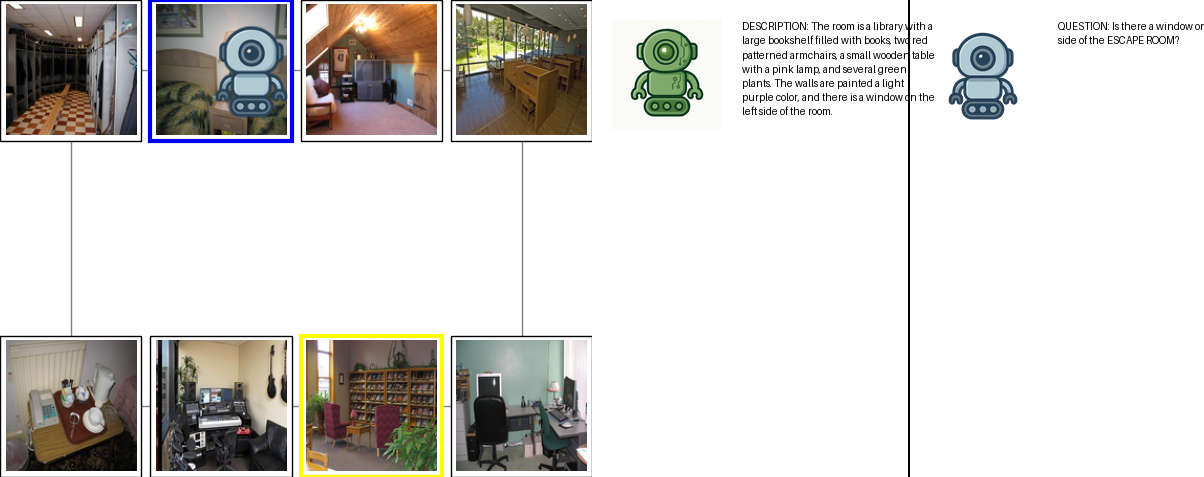 DESCRIPTION: The room is a library with a
large bookshelf filled with books, two red
patterned armchairs, a small wooden table
with a pink lamp, and several green
plants. The walls are painted a light
purple color, and there is a window on the
left side of the room.
QUESTION: Is there a window on
side of the ESCAPE ROOM?